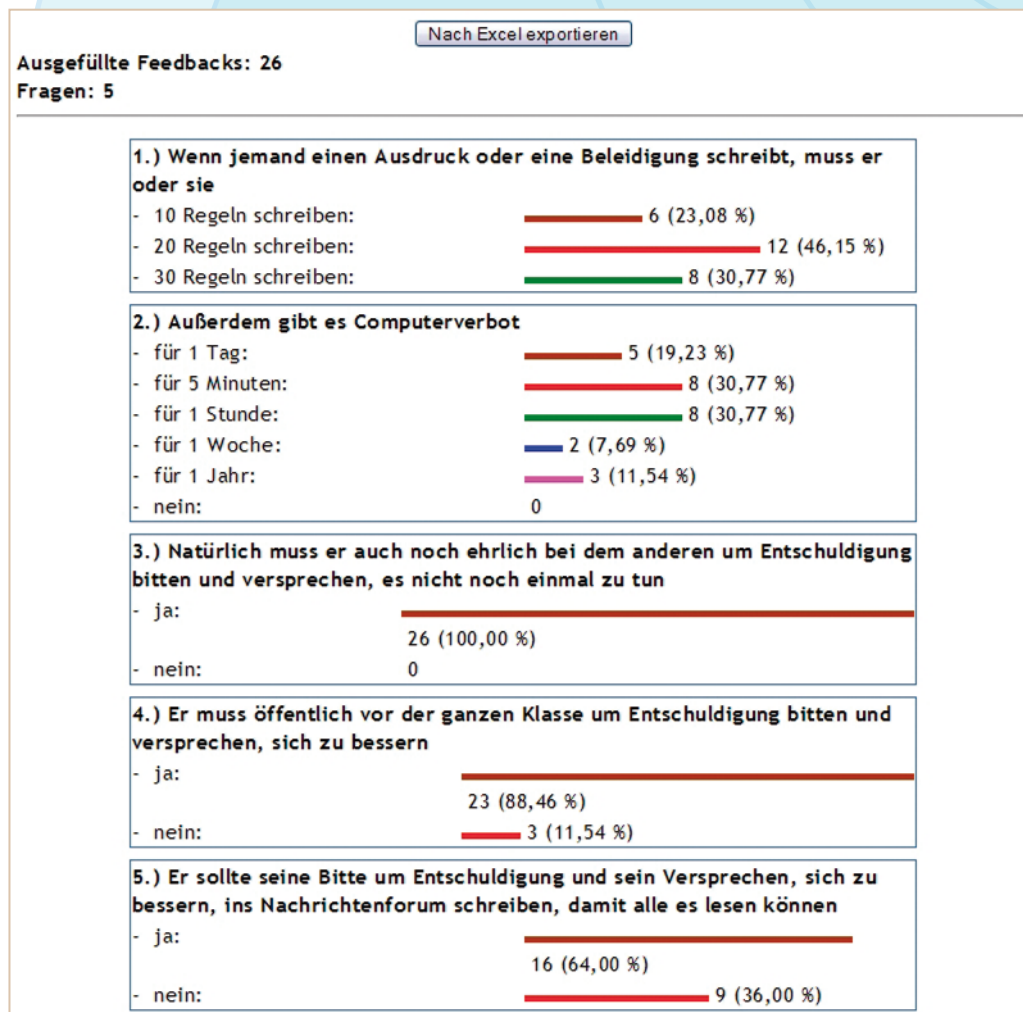 Nach Excel exportieren
Ausgefüllte Feedbacks: 26
Fragen: 5
1.) Wenn jemand einen Ausdruck oder eine Beleidigung schreibt, muss er
oder sie
- 10 Regeln schreiben: 6 (23,08 %)
- 20 Regeln schreiben: 12 (46,15 %)
- 30 Regeln schreiben: 8 (30,77 %)
2.) Außerdem gibt es Computerverbot
- für 1 Tag: 5 (19,23 %)
- für 5 Minuten: 8 (30,77 %)
- für 1 Stunde: 8 (30,77 %)
- für 1 Woche: 2 (7,69 %)
- für 1 Jahr: 3 (11,54 %)
- nein: 0
3.) Natürlich muss er auch noch ehrlich bei dem anderen um Entschuldigung
bitten und versprechen, es nicht noch einmal zu tun
- ja:
26 (100,00 %)
- nein: 0
4.) Er muss öffentlich vor der ganzen Klasse um Entschuldigung bitten und
versprechen, sich zu bessern
- ja:
23 (88,46 %)
- nein: 3 (11,54 %)
5.) Er sollte seine Bitte um Entschuldigung und sein Versprechen, sich zu
bessern, ins Nachrichtenforum schreiben, damit alle es lesen können
- ja:
16 (64,00 %)
- nein: 9 (36,00 %)